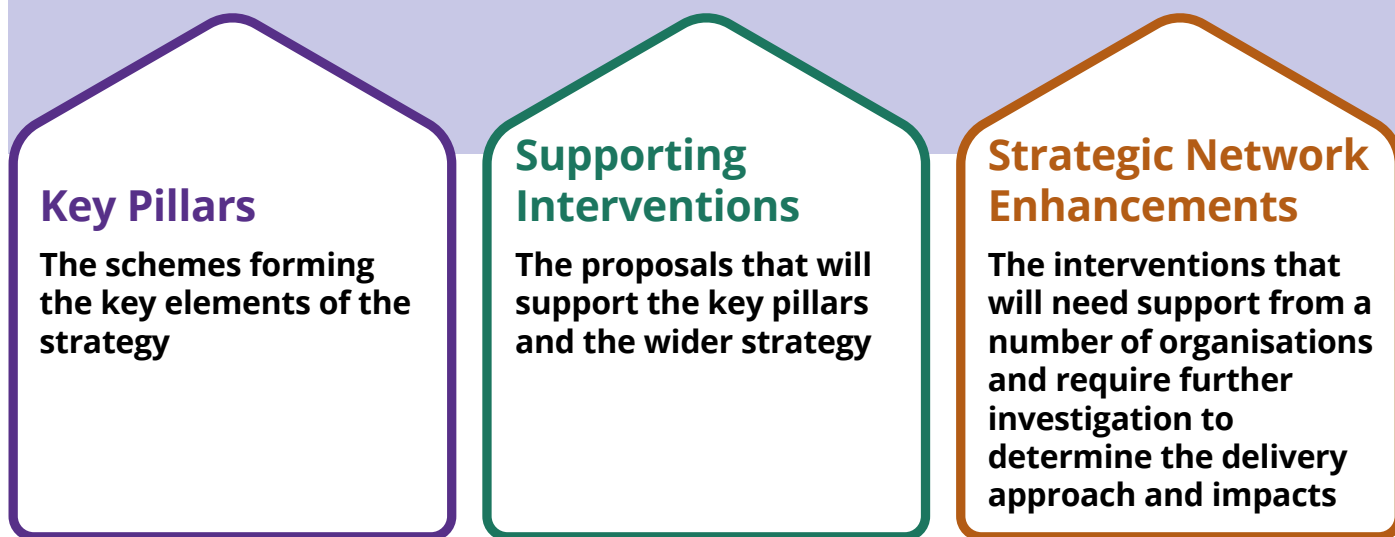 Key Pillars
The schemes forming
the key elements of the
strategy
Supporting
Interventions
The proposals that will
support the key pillars
and the wider strategy
Strategic Network
Enhancements
The interventions that
will need support from a
number of organisations
and require further
investigation to
determine the delivery
approach and impacts